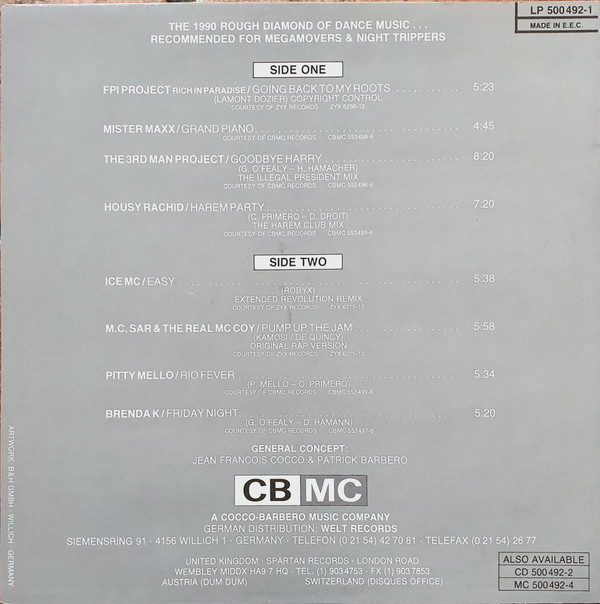 LP 500492-1
MADE IN E.E.C.
THE 1990 ROUGH DIAMOND OF DANCE MUSIC ...
RECOMMENDED FOR MEGAMOVERS & NIGHT TRIPPERS
SIDE ONE
FPI PROJECT RICH IN PARADISE/GOING BACK TO MY ROOTS .......... 5:23
(LAMONT DOZIER) COPYRIGHT CONTROL
COURTESY OF ZYX RECORDS ZYX 6256-12
MISTER MAXX/GRAND PIANO .......... 4:45
COURTESY OF CBMC RECORDS CBMC 553498-6
THE 3RD MAN PROJECT/GOODBYE HARRY .......... 8:20
(G. O'FEALY – H. HAMACHER)
THE ILLEGAL PRESIDENT MIX
COURTESY OF CBMC RECORDS CBMC 553496-6
HOUSY RACHID/HAREM PARTY .......... 7:20
(C. PRIMERO – D. DROIT)
THE HAREM CLUB MIX
COURTESY OF CBMC RECORDS CBMC 553495-6
SIDE TWO
ICE MC/EASY .......... 5:38
(ROBYX)
EXTENDED REVOLUTION REMIX
COURTESY OF ZYX RECORDS ZYX 6215-12
M.C. SAR & THE REAL MC COY/PUMP UP THE JAM .......... 5:58
(KAMOSI / DE QUINCY)
ORIGINAL RAP VERSION
COURTESY OF ZYX RECORDS
PITTY MELLO/RIO FEVER .......... 5:34
(P. MELLO – C. PRIMERO)
COURTESY OF CBMC RECORDS
BRENDA K/FRIDAY NIGHT .......... 5:20
(G. O'FEALY – D. HAMANN)
COURTESY OF CBMC RECORDS CBMC 553497-6
GENERAL CONCEPT:
JEAN FRANCOIS COCCO & PATRICK BARBERO
CBMC
A COCCO-BARBERO MUSIC COMPANY
GERMAN DISTRIBUTION: WELT RECORDS
SIEMENSRING 91 · 4156 WILLICH 1 · GERMANY · TELEFON (0 21 54) 42 70 81 · TELEFAX (0 21 54) 26 77
UNITED KINGDOM · SPARTAN RECORDS · LONDON ROAD
WEMBLEY MIDDX HA9 7 HQ · TEL. (1) 9034753 · FX (1) 9037853
AUSTRIA (DUM DUM) SWITZERLAND (DISQUES OFFICE)
ALSO AVAILABLE
CD 500492-2
MC 500492-4
ARTWORK: B&H GMBH · WILLICH · GERMANY